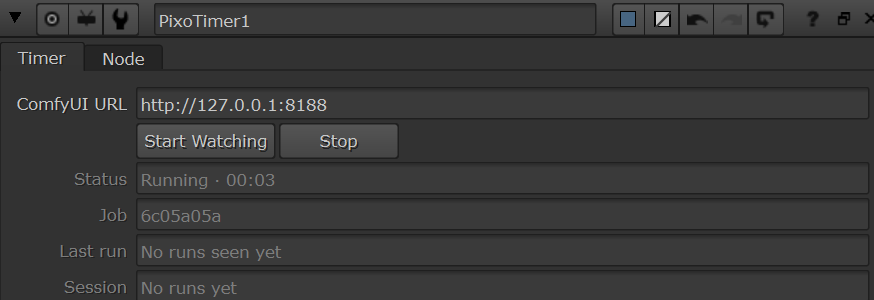 PixoTimer1
Timer Node
ComfyUI URL http://127.0.0.1:8188
Start Watching Stop
Status Running · 00:03
Job 6c05a05a
Last run No runs seen yet
Session No runs yet